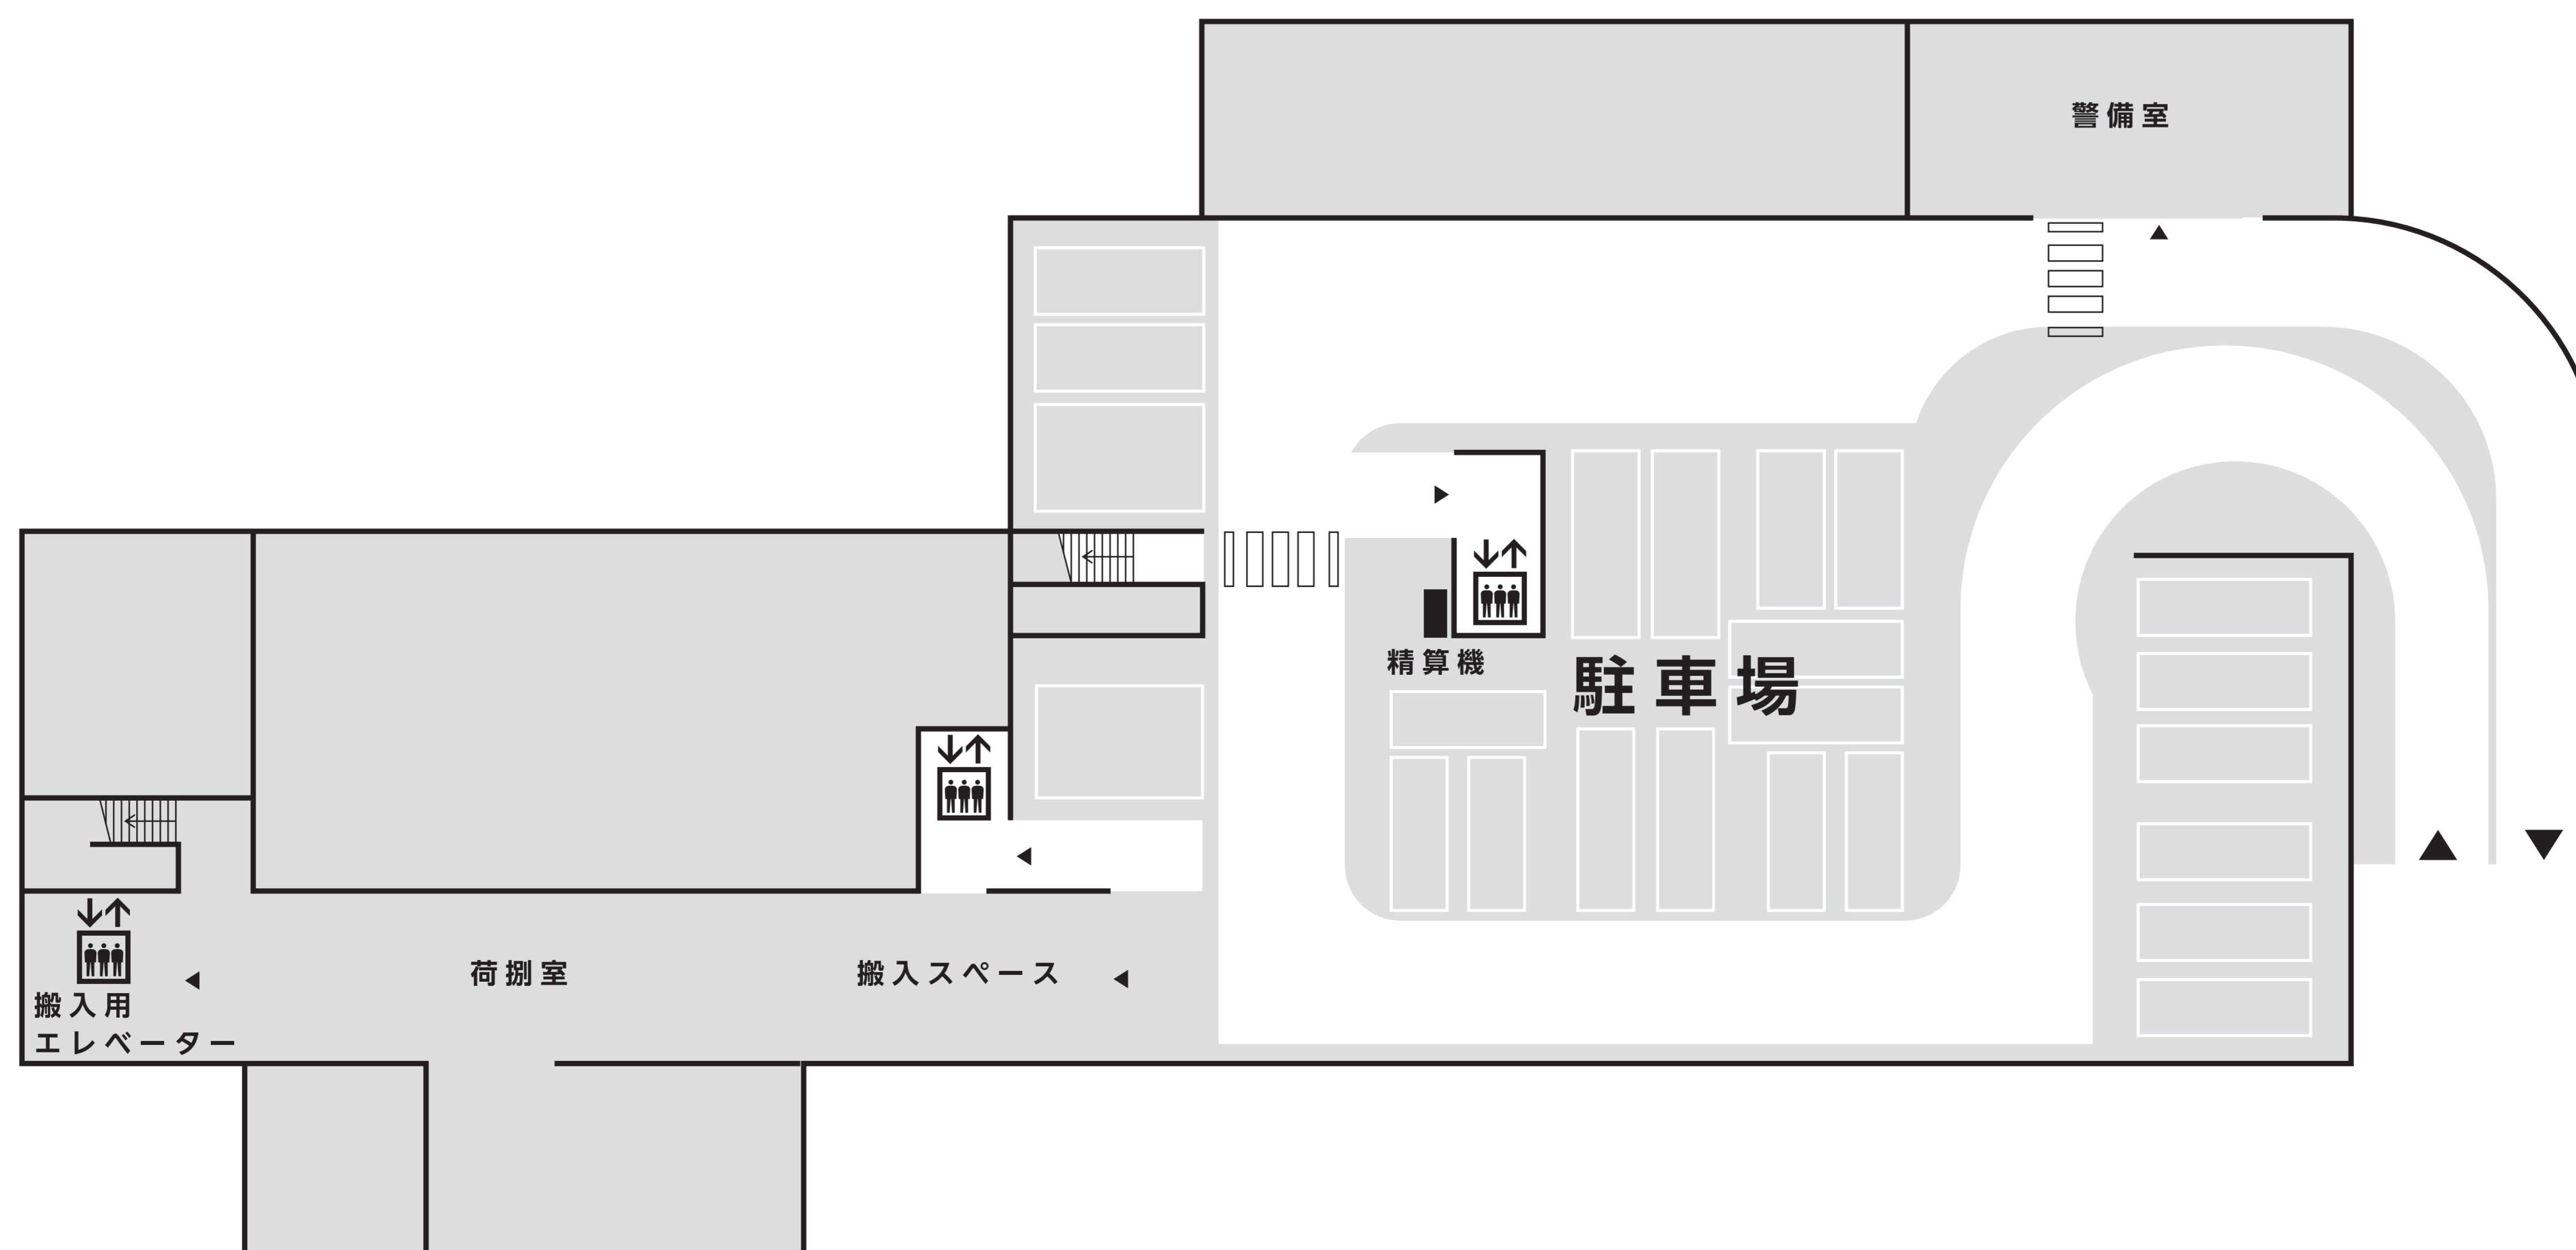 警備室
精算機
駐車場
荷捌室
搬入スペース
搬入用
エレベーター